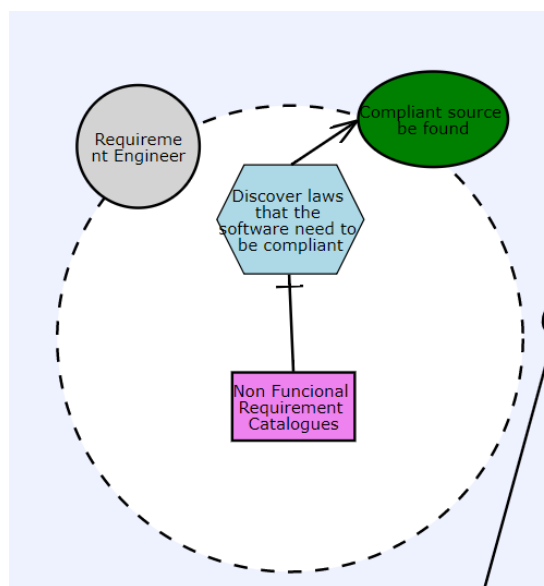 Requireme
nt Engineer
Compliant source
be found
Discover laws
that the
software need to
be compliant
Non Funcional
Requirement
Catalogues